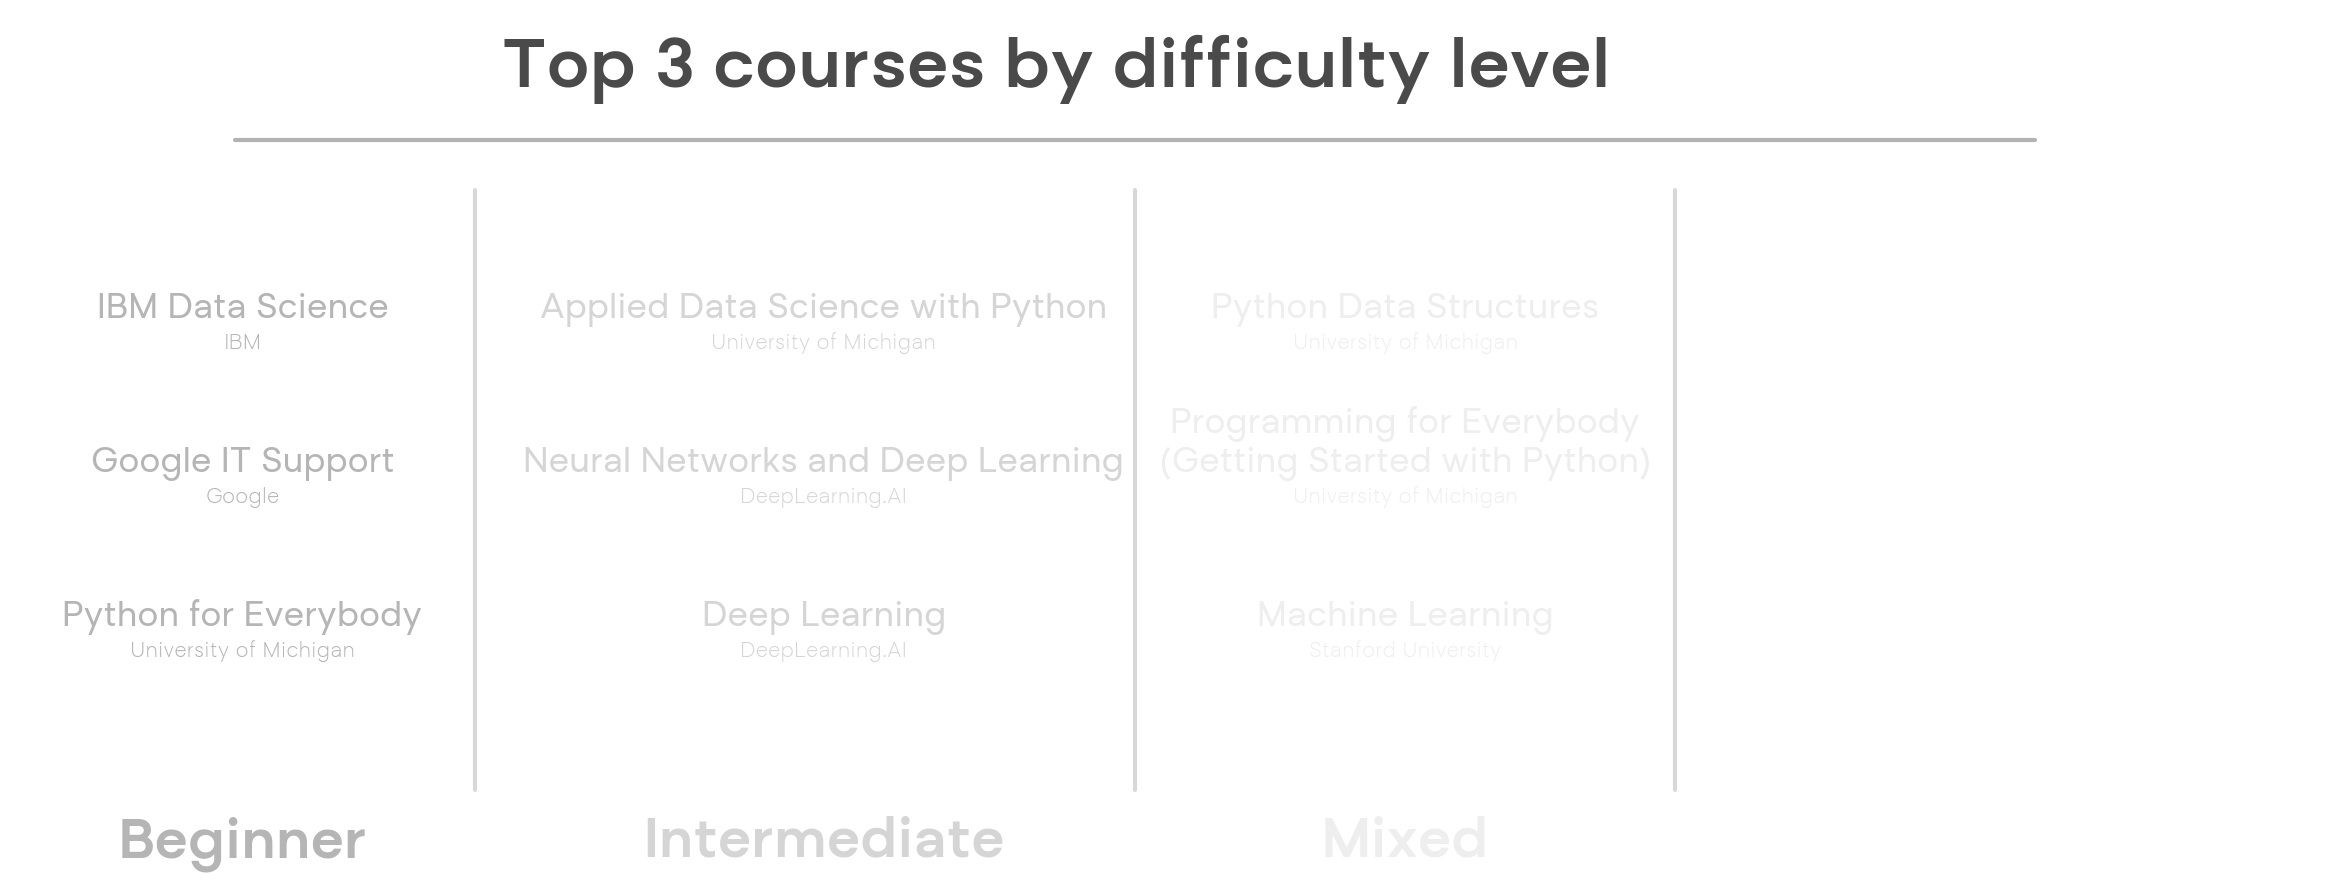 Top 3 courses by difficulty level
IBM Data Science
IBM
Google IT Support
Google
Python for Everybody
University of Michigan
Beginner
Applied Data Science with Python
University of Michigan
Neural Networks and Deep Learning
DeepLearning.AI
Deep Learning
DeepLearning.AI
Intermediate
Python Data Structures
University of Michigan
Programming for Everybody
(Getting Started with Python)
University of Michigan
Machine Learning
Stanford University
Mixed